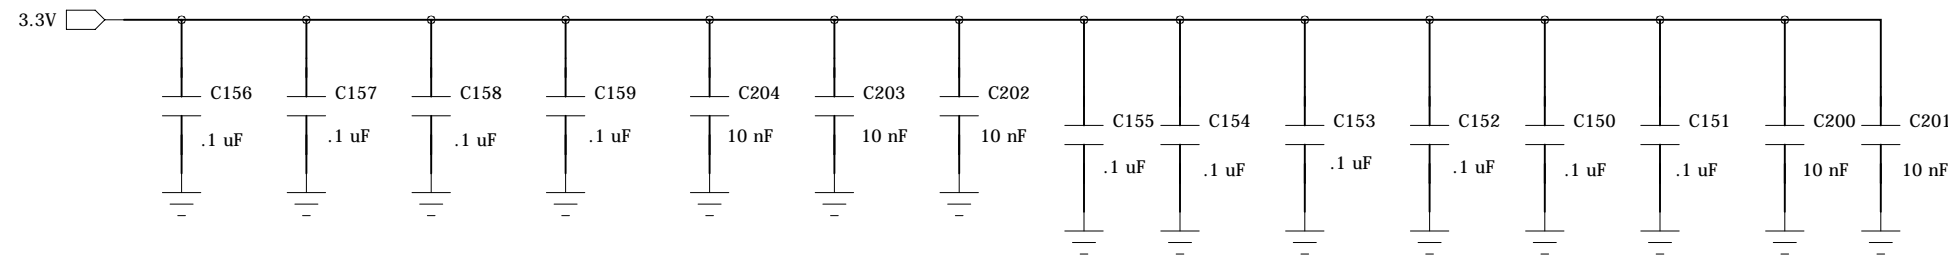 3.3V
C156
.1 uF
C157
.1 uF
C158
.1 uF
C159
.1 uF
C204
10 nF
C203
10 nF
C202
10 nF
C155
.1 uF
C154
.1 uF
C153
.1 uF
C152
.1 uF
C150
.1 uF
C151
.1 uF
C200
10 nF
C201
10 nF